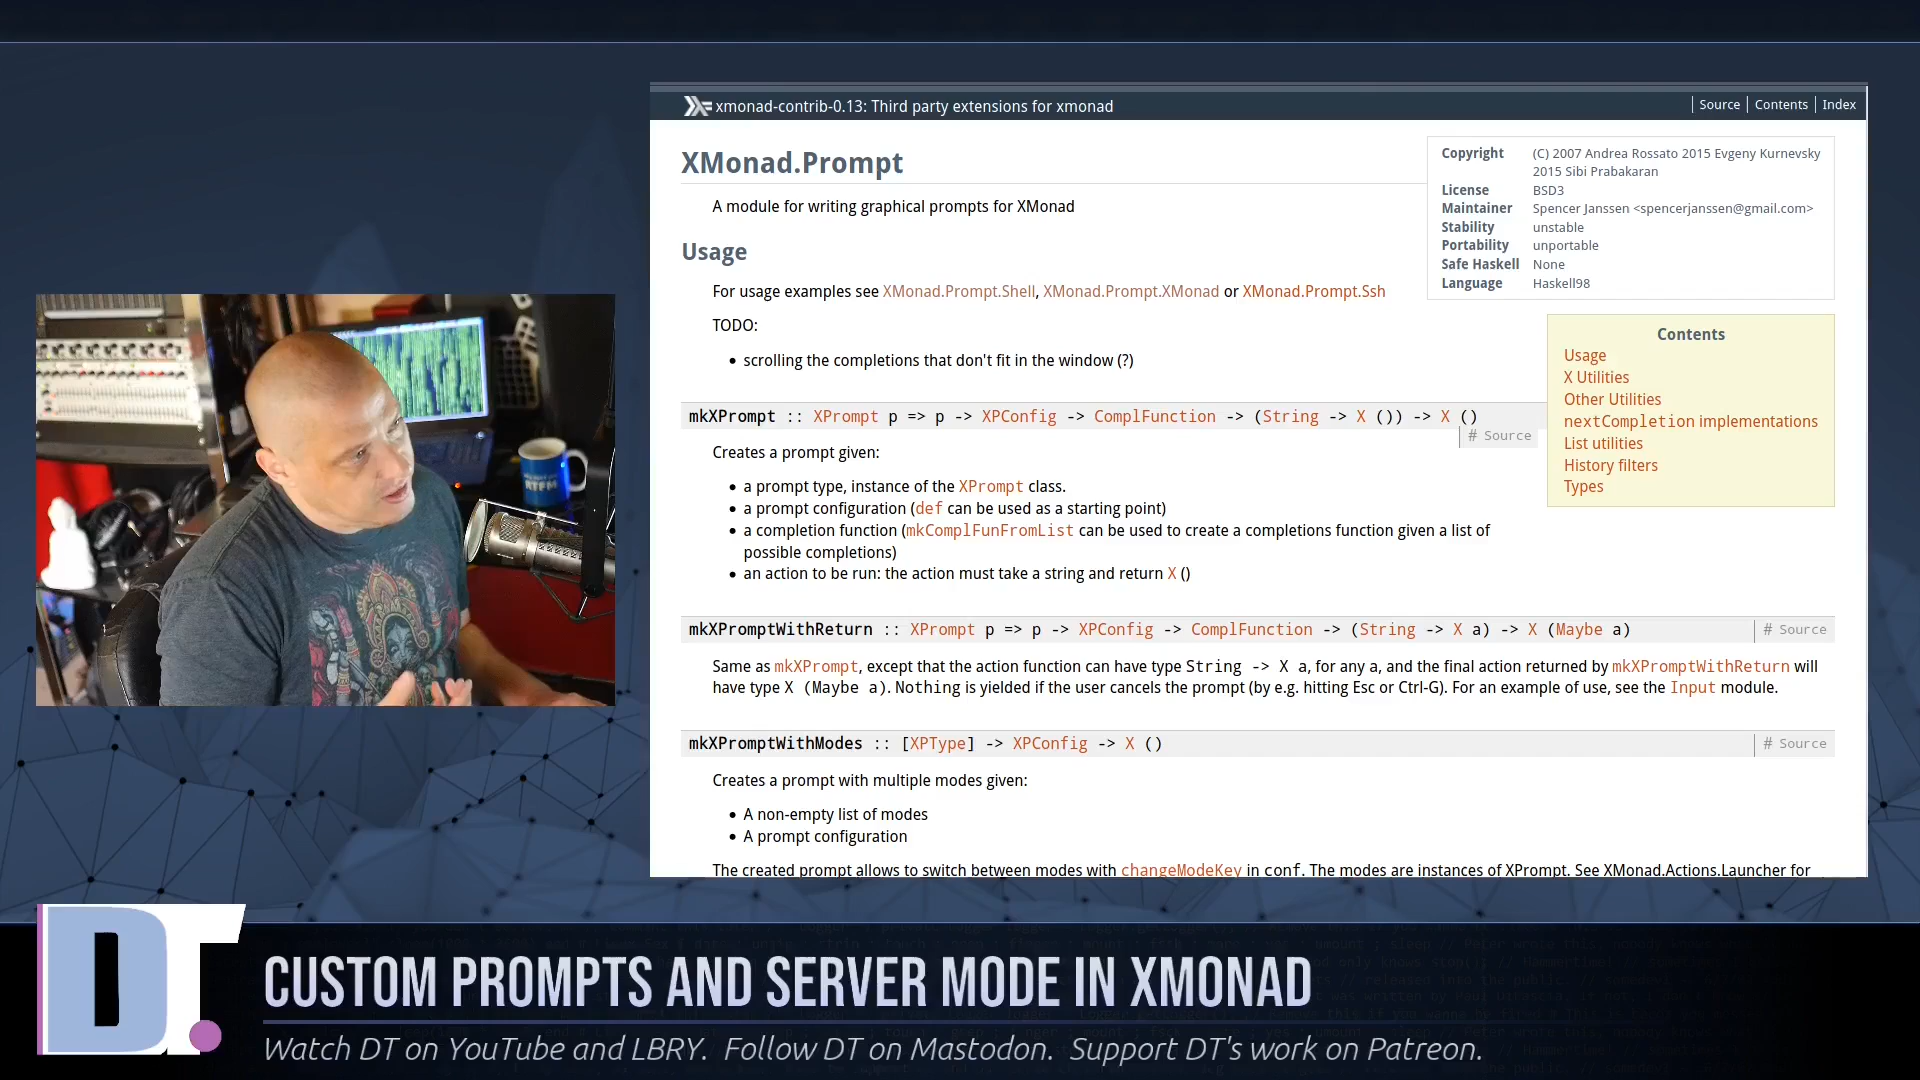 xmonad-contrib-0.13: Third party extensions for xmonad
Source Contents Index
XMonad.Prompt
Copyright (C) 2007 Andrea Rossato 2015 Evgeny Kurnevsky
2015 Sibi Prabakaran
License BSD3
Maintainer Spencer Janssen <spencerjanssen@gmail.com>
Stability unstable
Portability unportable
Safe Haskell None
Language Haskell98
A module for writing graphical prompts for XMonad
Usage
For usage examples see XMonad.Prompt.Shell, XMonad.Prompt.XMonad or XMonad.Prompt.Ssh
TODO:
• scrolling the completions that don't fit in the window (?)
Contents
Usage
X Utilities
Other Utilities
nextCompletion implementations
List utilities
History filters
Types
mkXPrompt :: XPrompt p => p -> XPConfig -> ComplFunction -> (String -> X ()) -> X ()
# Source
Creates a prompt given:
• a prompt type, instance of the XPrompt class.
• a prompt configuration (def can be used as a starting point)
• a completion function (mkComplFunFromList can be used to create a completions function given a list of
possible completions)
• an action to be run: the action must take a string and return X ()
mkXPromptWithReturn :: XPrompt p => p -> XPConfig -> ComplFunction -> (String -> X a) -> X (Maybe a) # Source
Same as mkXPrompt, except that the action function can have type String -> X a, for any a, and the final action returned by mkXPromptWithReturn will
have type X (Maybe a). Nothing is yielded if the user cancels the prompt (by e.g. hitting Esc or Ctrl-G). For an example of use, see the Input module.
mkXPromptWithModes :: [XPType] -> XPConfig -> X () # Source
Creates a prompt with multiple modes given:
• A non-empty list of modes
• A prompt configuration
The created prompt allows to switch between modes with changeModeKey in conf. The modes are instances of XPrompt. See XMonad.Actions.Launcher for
RTFM
DT.
CUSTOM PROMPTS AND SERVER MODE IN XMONAD
Watch DT on YouTube and LBRY. Follow DT on Mastodon. Support DT's work on Patreon.